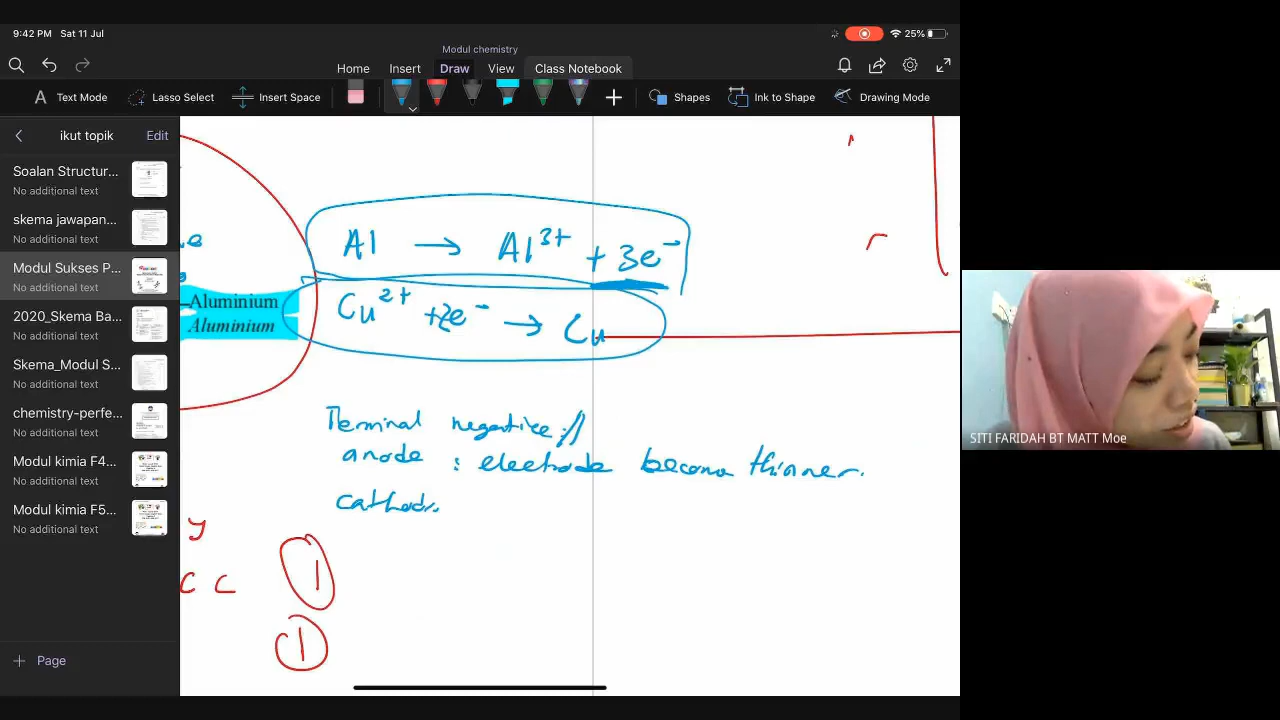 9:42 PM Sat 11 Jul
25%
Modul chemistry
Home Insert Draw View Class Notebook
Text Mode Lasso Select Insert Space Shapes Ink to Shape Drawing Mode
ikut topik Edit
Soalan Structur...
No additional text
skema jawapan...
No additional text
Modul Sukses P...
No additional text
2020_Skema Ba...
No additional text
Skema_Modul S...
No additional text
chemistry-perfe...
No additional text
Modul kimia F4...
No additional text
Modul kimia F5...
No additional text
Page
Al → Al³⁺ + 3e⁻
Aluminium
Aluminium
Cu²⁺ + 2e⁻ → Cu
Terminal negative //
anode : electrode become thinner.
cathode
y
c c 1
1
r
SITI FARIDAH BT MATT Moe